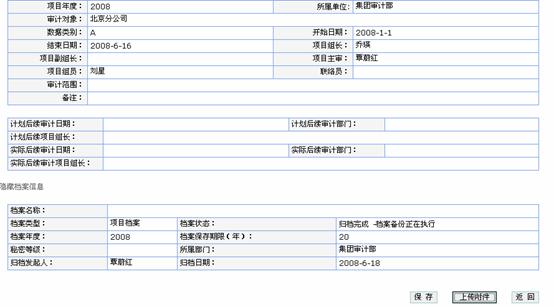 项目年度： 2008 所属单位： 集团审计部
审计对象： 北京分公司
数据类别： A 开始日期： 2008-1-1
结束日期： 2008-6-16 项目组长： 乔瑛
项目副组长： 项目主审： 覃蔚红
项目组员： 刘星 联络员：
审计范围：
备注：
计划后续审计日期： 计划后续审计部门：
计划后续项目组长：
实际后续审计日期： 实际后续审计部门：
实际后续审计项目组长：
隐藏档案信息
档案名称：
档案类型： 项目档案 档案状态： 归档完成 -档案备份正在执行
档案年度： 2008 档案保存期限（年）： 20
秘密等级： 所属部门： 集团审计部
归档发起人： 覃蔚红 归档日期： 2008-6-18
保 存 上传附件 返 回